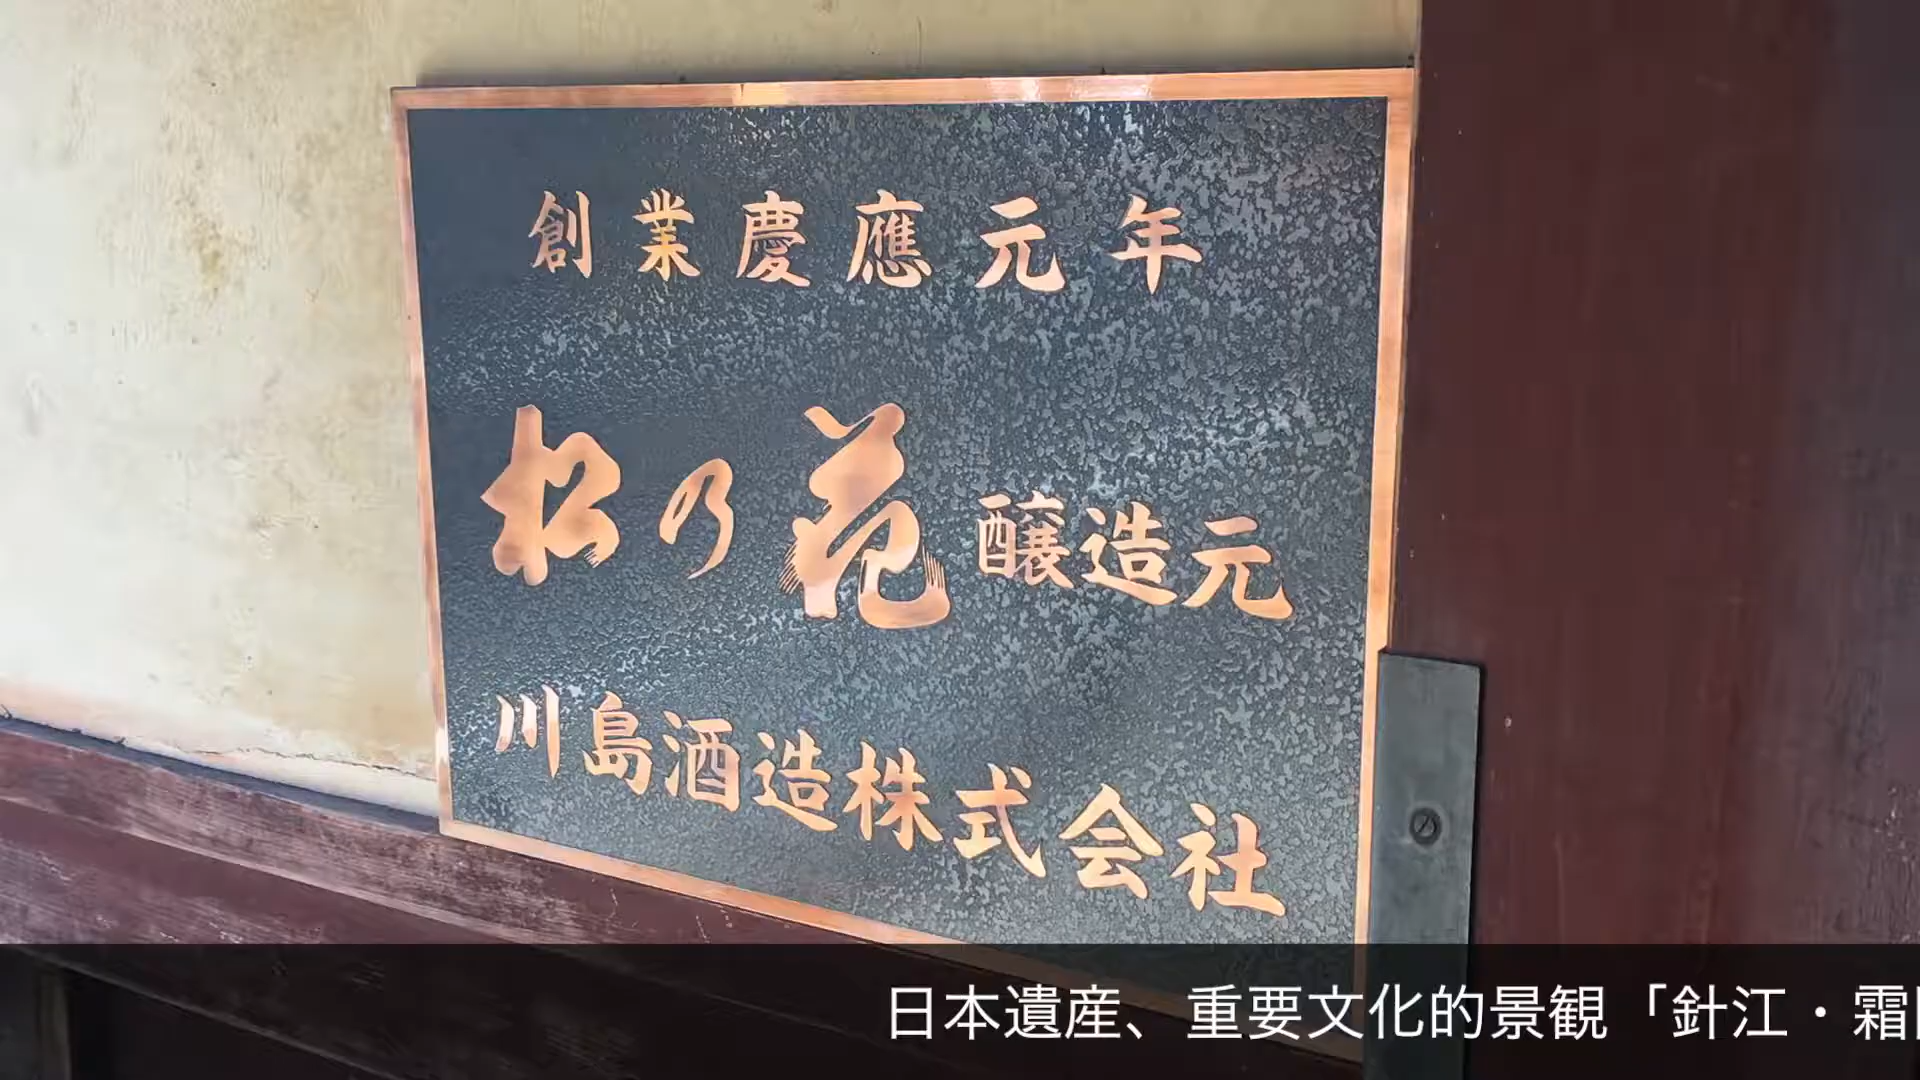 創業慶應元年
松乃花醸造元
川島酒造株式会社
日本遺産、重要文化的景観「針江・霜